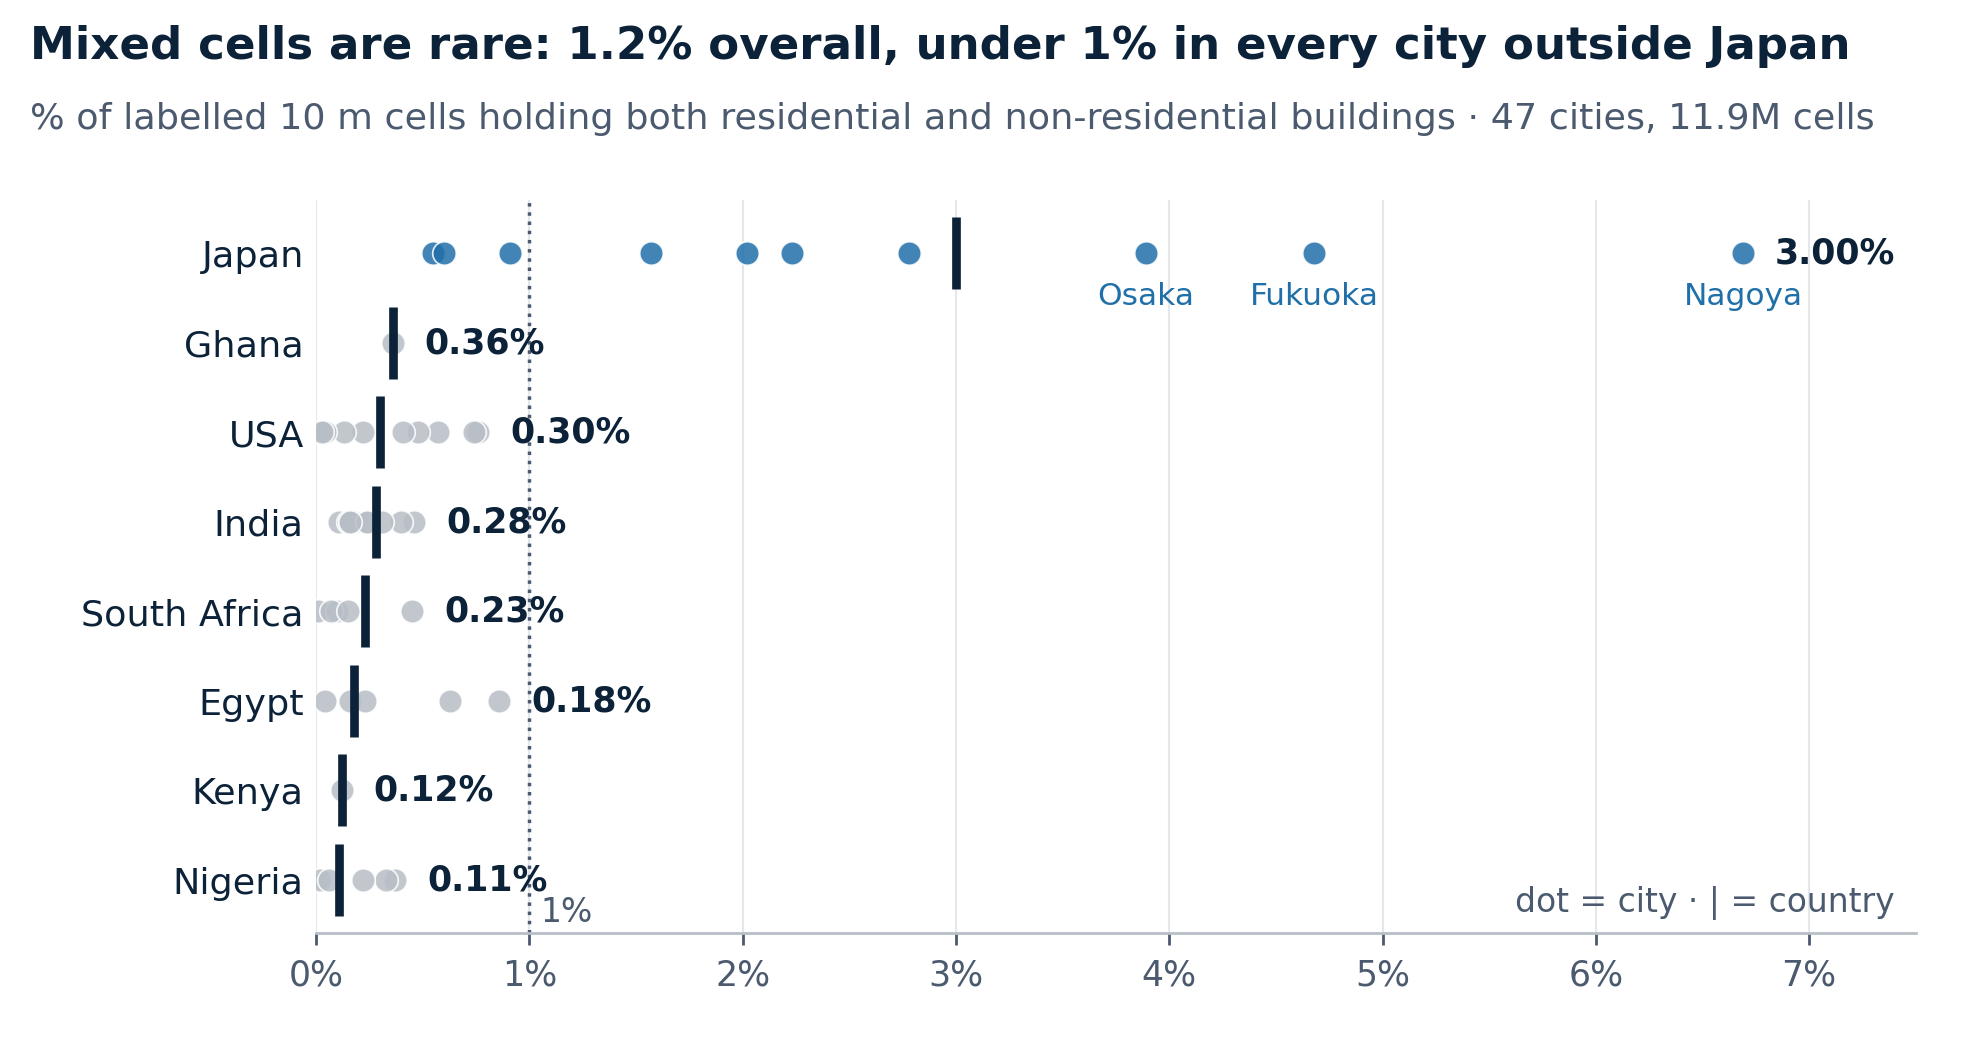 Mixed cells are rare: 1.2% overall, under 1% in every city outside Japan
% of labelled 10 m cells holding both residential and non-residential buildings · 47 cities, 11.9M cells
Japan
3.00%
Osaka
Fukuoka
Nagoya
Ghana
0.36%
USA
0.30%
India
0.28%
South Africa
0.23%
Egypt
0.18%
Kenya
0.12%
Nigeria
0.11%
1%
dot = city · | = country
0%
1%
2%
3%
4%
5%
6%
7%